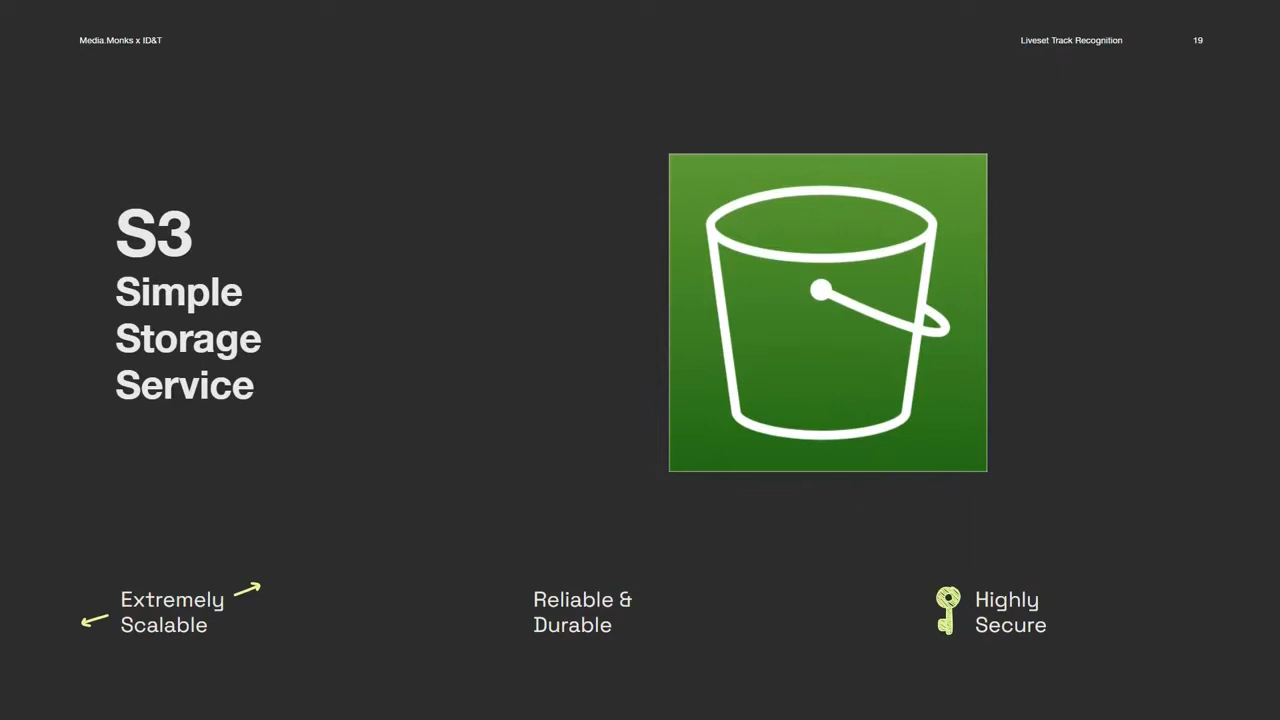 Media.Monks x ID&T
Liveset Track Recognition
19
S3
Simple
Storage
Service
Extremely
Scalable
Reliable &
Durable
Highly
Secure